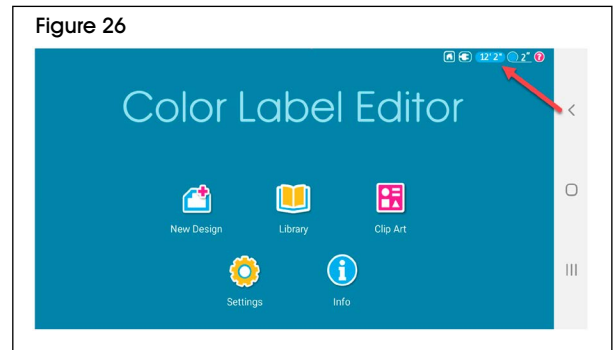 Figure 26
12' 2" 2" ?
Color Label Editor
New Design Library Clip Art
Settings Info